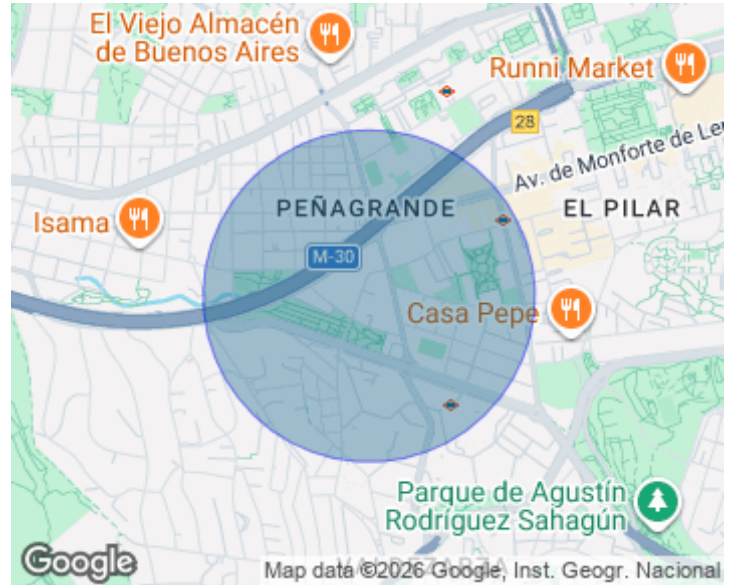 El Viejo Almacén
de Buenos Aires
Runni Market
28
Av. de Monforte de Le
PEÑAGRANDE
EL PILAR
Isama
M-30
Casa Pepe
Parque de Agustín
Rodríguez Sahagún
Google
Map data ©2026 Google, Inst. Geogr. Nacional